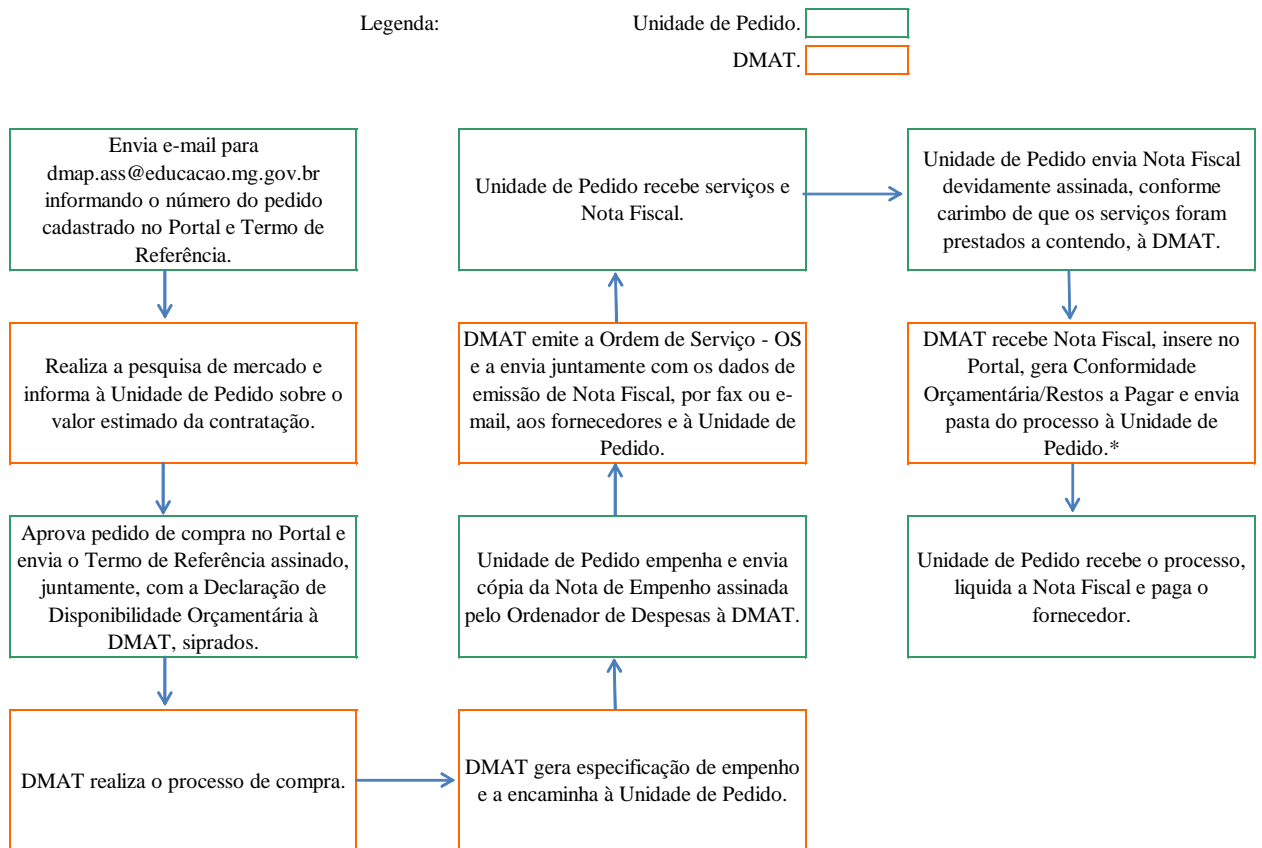 Legenda:
Unidade de Pedido.
DMAT.
Envia e-mail para
dmap.ass@educacao.mg.gov.br
informando o número do pedido
cadastrado no Portal e Termo de
Referência.
Realiza a pesquisa de mercado e
informa à Unidade de Pedido sobre o
valor estimado da contratação.
Aprova pedido de compra no Portal e
envia o Termo de Referência assinado,
juntamente, com a Declaração de
Disponibilidade Orçamentária à
DMAT, siprados.
DMAT realiza o processo de compra.
DMAT gera especificação de empenho
e a encaminha à Unidade de Pedido.
Unidade de Pedido empenha e envia
cópia da Nota de Empenho assinada
pelo Ordenador de Despesas à DMAT.
DMAT emite a Ordem de Serviço - OS
e a envia juntamente com os dados de
emissão de Nota Fiscal, por fax ou e-
mail, aos fornecedores e à Unidade de
Pedido.
Unidade de Pedido recebe serviços e
Nota Fiscal.
Unidade de Pedido envia Nota Fiscal
devidamente assinada, conforme
carimbo de que os serviços foram
prestados a contendo, à DMAT.
DMAT recebe Nota Fiscal, insere no
Portal, gera Conformidade
Orçamentária/Restos a Pagar e envia
pasta do processo à Unidade de
Pedido.*
Unidade de Pedido recebe o processo,
liquida a Nota Fiscal e paga o
fornecedor.